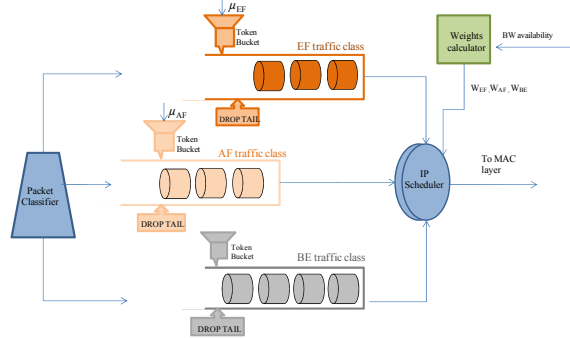 μEF
Token
Bucket
EF traffic class
DROP TAIL
Weights
calculator
BW availability
WEF, WAF, WBE
μAF
Token
Bucket
AF traffic class
DROP TAIL
Packet
Classifier
IP
Scheduler
To MAC
layer
Token
Bucket
BE traffic class
DROP TAIL